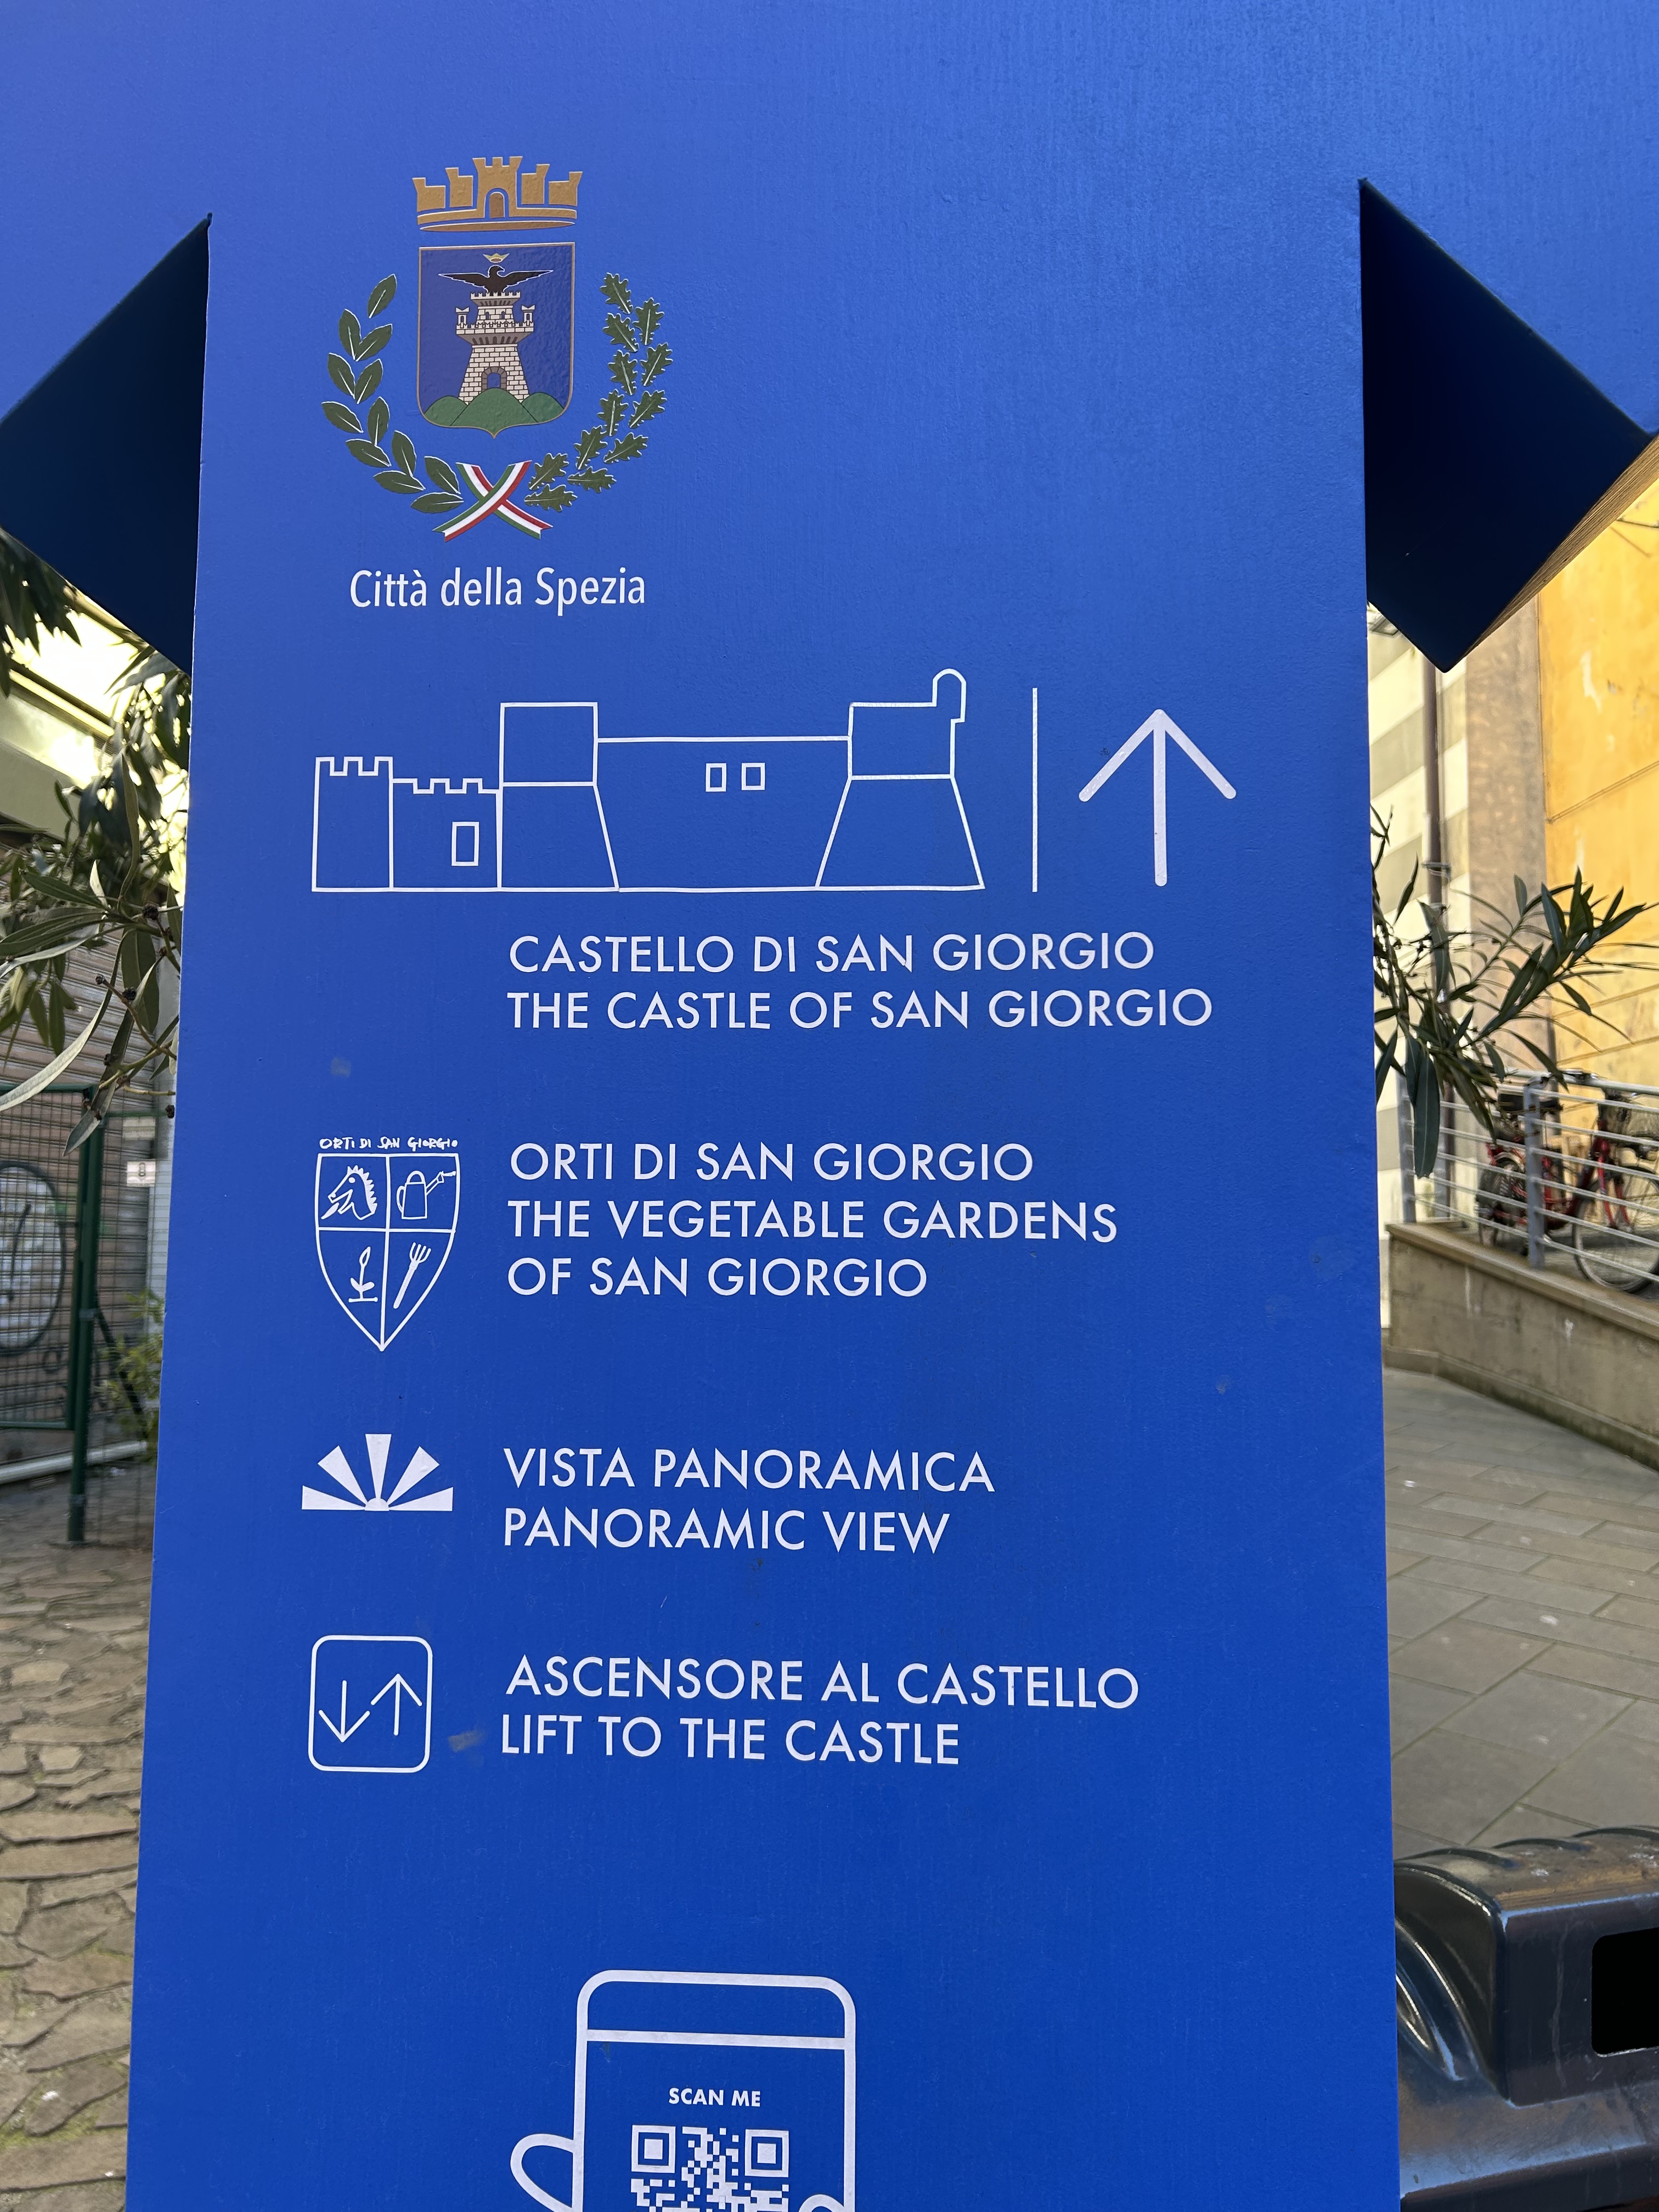 Città della Spezia
CASTELLO DI SAN GIORGIO
THE CASTLE OF SAN GIORGIO
ORTI DI SAN GIORGIO
ORTI DI SAN GIORGIO
THE VEGETABLE GARDENS
OF SAN GIORGIO
VISTA PANORAMICA
PANORAMIC VIEW
ASCENSORE AL CASTELLO
LIFT TO THE CASTLE
SCAN ME